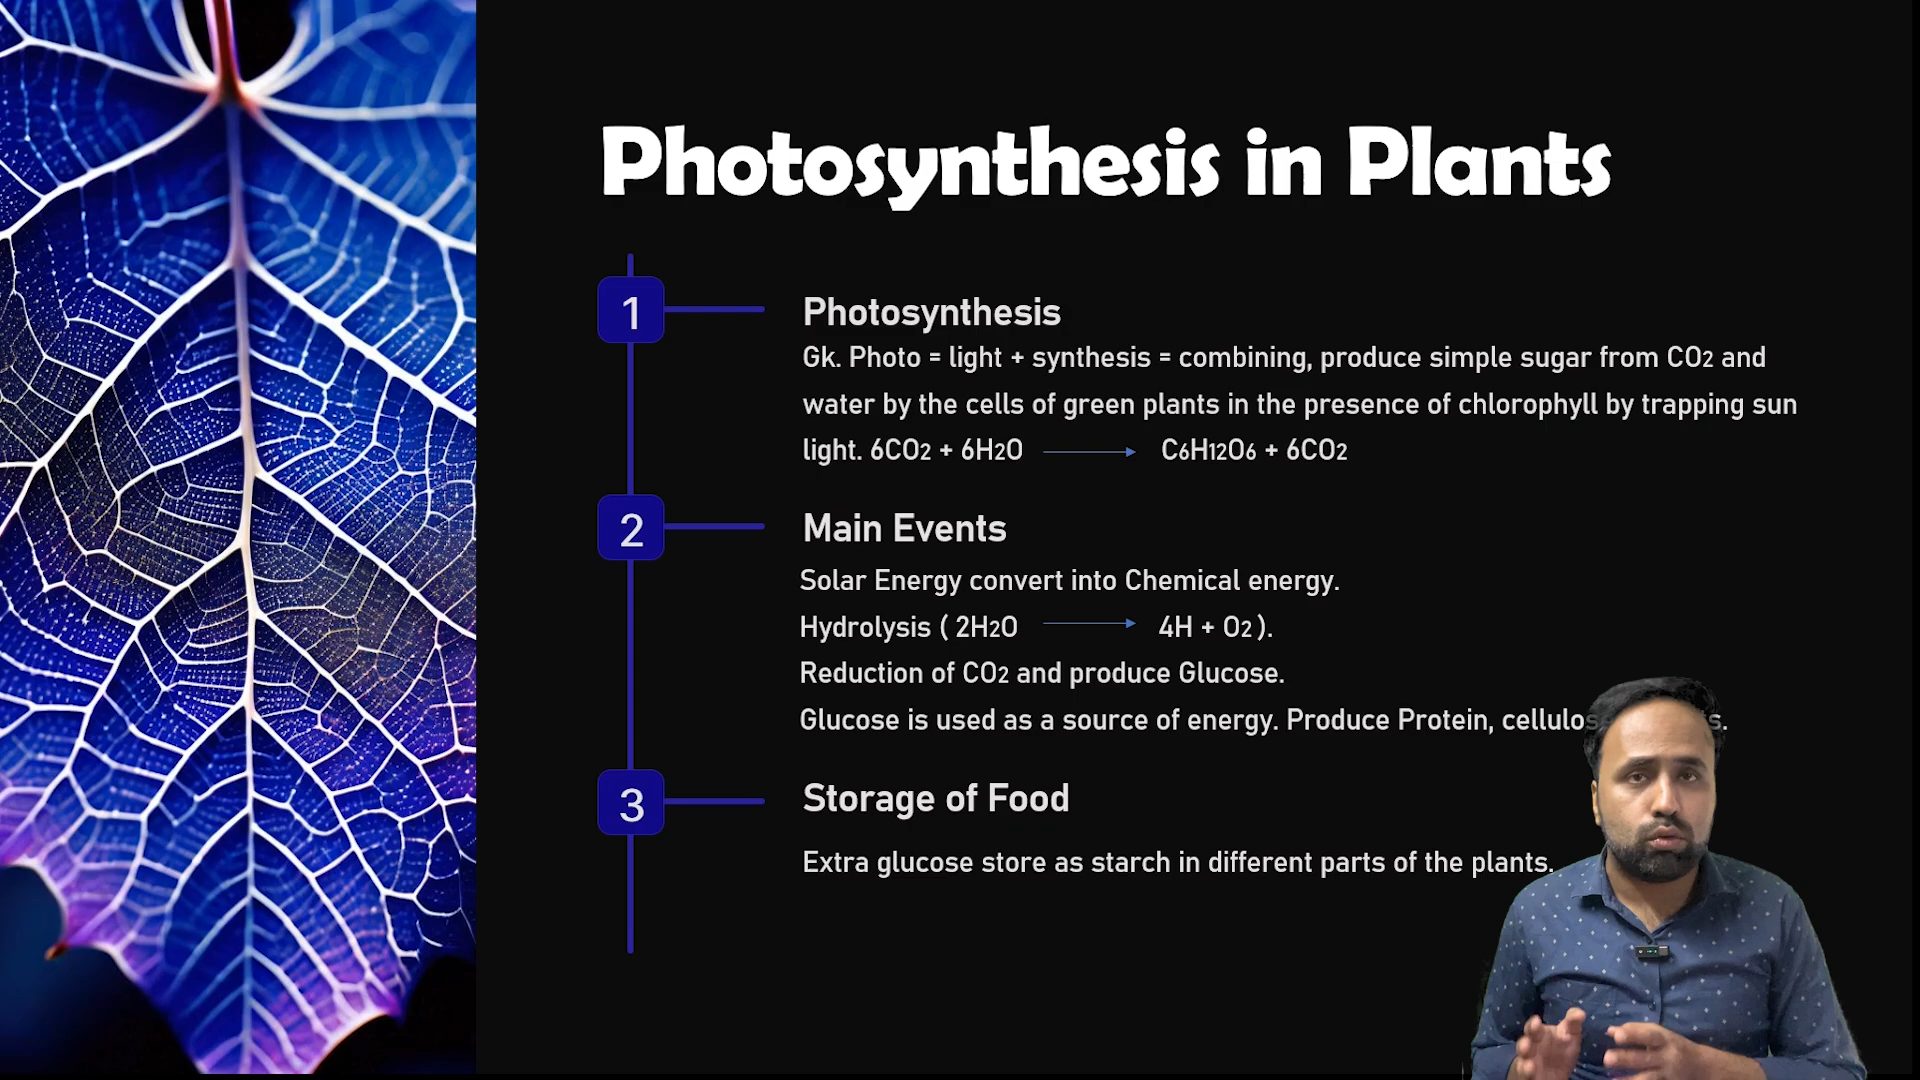 Photosynthesis in Plants
1
Photosynthesis
Gk. Photo = light + synthesis = combining, produce simple sugar from CO2 and
water by the cells of green plants in the presence of chlorophyll by trapping sun
light. 6CO2 + 6H2O → C6H12O6 + 6CO2
2
Main Events
Solar Energy convert into Chemical energy.
Hydrolysis ( 2H2O → 4H + O2 ).
Reduction of CO2 and produce Glucose.
Glucose is used as a source of energy. Produce Protein,
3
Storage of Food
Extra glucose store as starch in different parts of the plants.